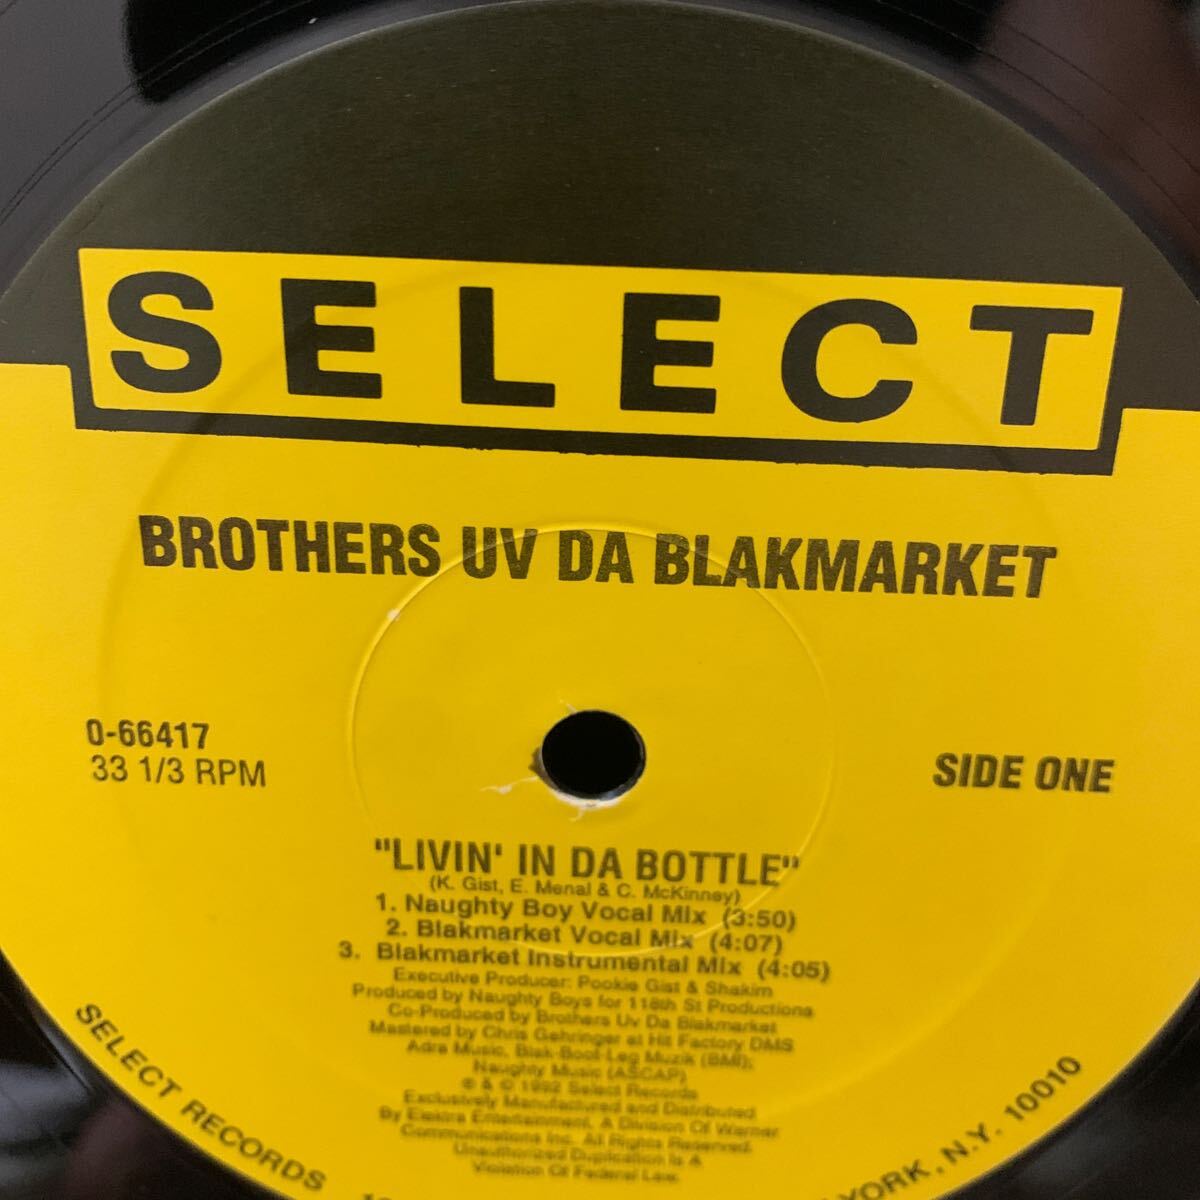 SELECT
BROTHERS UV DA BLAKMARKET
0-66417
33 1/3 RPM
SIDE ONE
"LIVIN' IN DA BOTTLE"
(K. Gist, E. Menal & C. McKinney)
1. Naughty Boy Vocal Mix (3:50)
2. Blakmarket Vocal Mix (4:07)
3. Blakmarket Instrumental Mix (4:05)
Executive Producer: Pookie Gist & Shakim
Produced by Naughty Boys for 118th St Productions
Co-Produced by Brothers Uv Da Blakmarket
Mastered by Chris Gehringer at Hit Factory DMS
Adra Music, Blak-Boot-Leg Muzik (BMI);
Naughty Music (ASCAP)
℗ & © 1992 Select Records
Exclusively Manufactured and Distributed
By Elektra Entertainment, A Division Of Warner
Communications Inc. All Rights Reserved.
Unauthorized Duplication Is A
Violation Of Federal Law.
SELECT RECORDS
YORK, N.Y. 10010